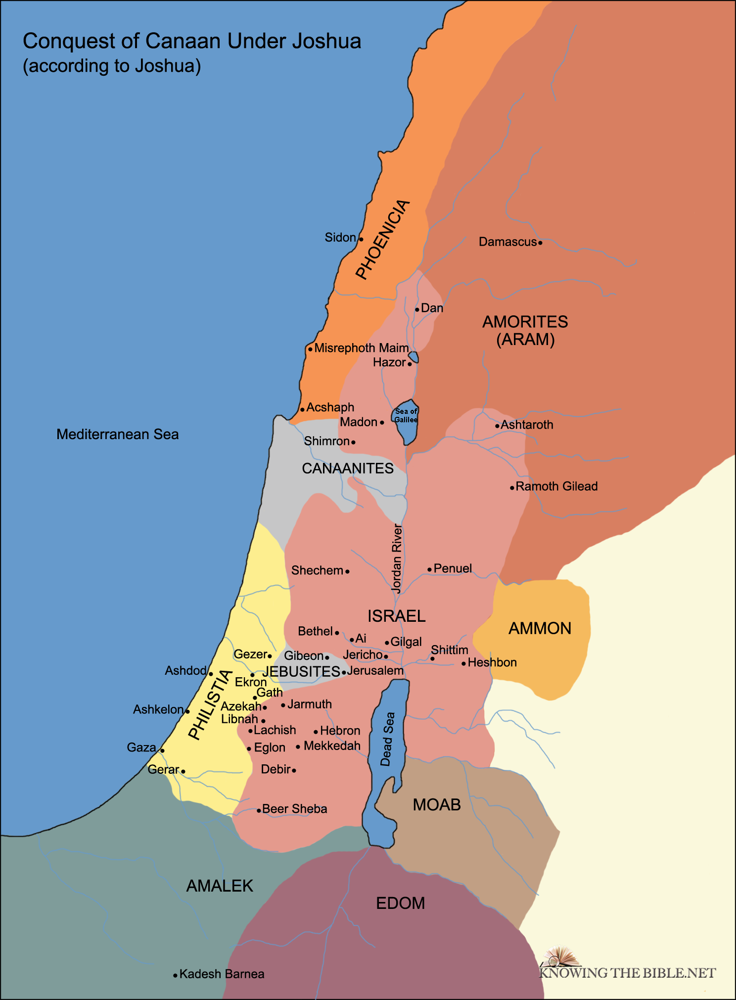 Conquest of Canaan Under Joshua
(according to Joshua)
PHOENICIA
Sidon
Damascus
Dan
AMORITES
(ARAM)
Misrephoth Maim
Hazor
Acshaph
Sea of
Galilee
Madon
Ashtaroth
Mediterranean Sea
Shimron
CANAANITES
Ramoth Gilead
Jordan River
Shechem
Penuel
ISRAEL
AMMON
Bethel
Ai
Gilgal
Shittim
Gezer
Gibeon
Jericho
Heshbon
Ashdod
JEBUSITES
Jerusalem
Ekron
PHILISTIA
Gath
Azekah
Jarmuth
Ashkelon
Libnah
Lachish
Hebron
Dead Sea
Gaza
Eglon
Mekkedah
Gerar
Debir
MOAB
Beer Sheba
AMALEK
EDOM
Kadesh Barnea
KNOWING THE BIBLE.NET